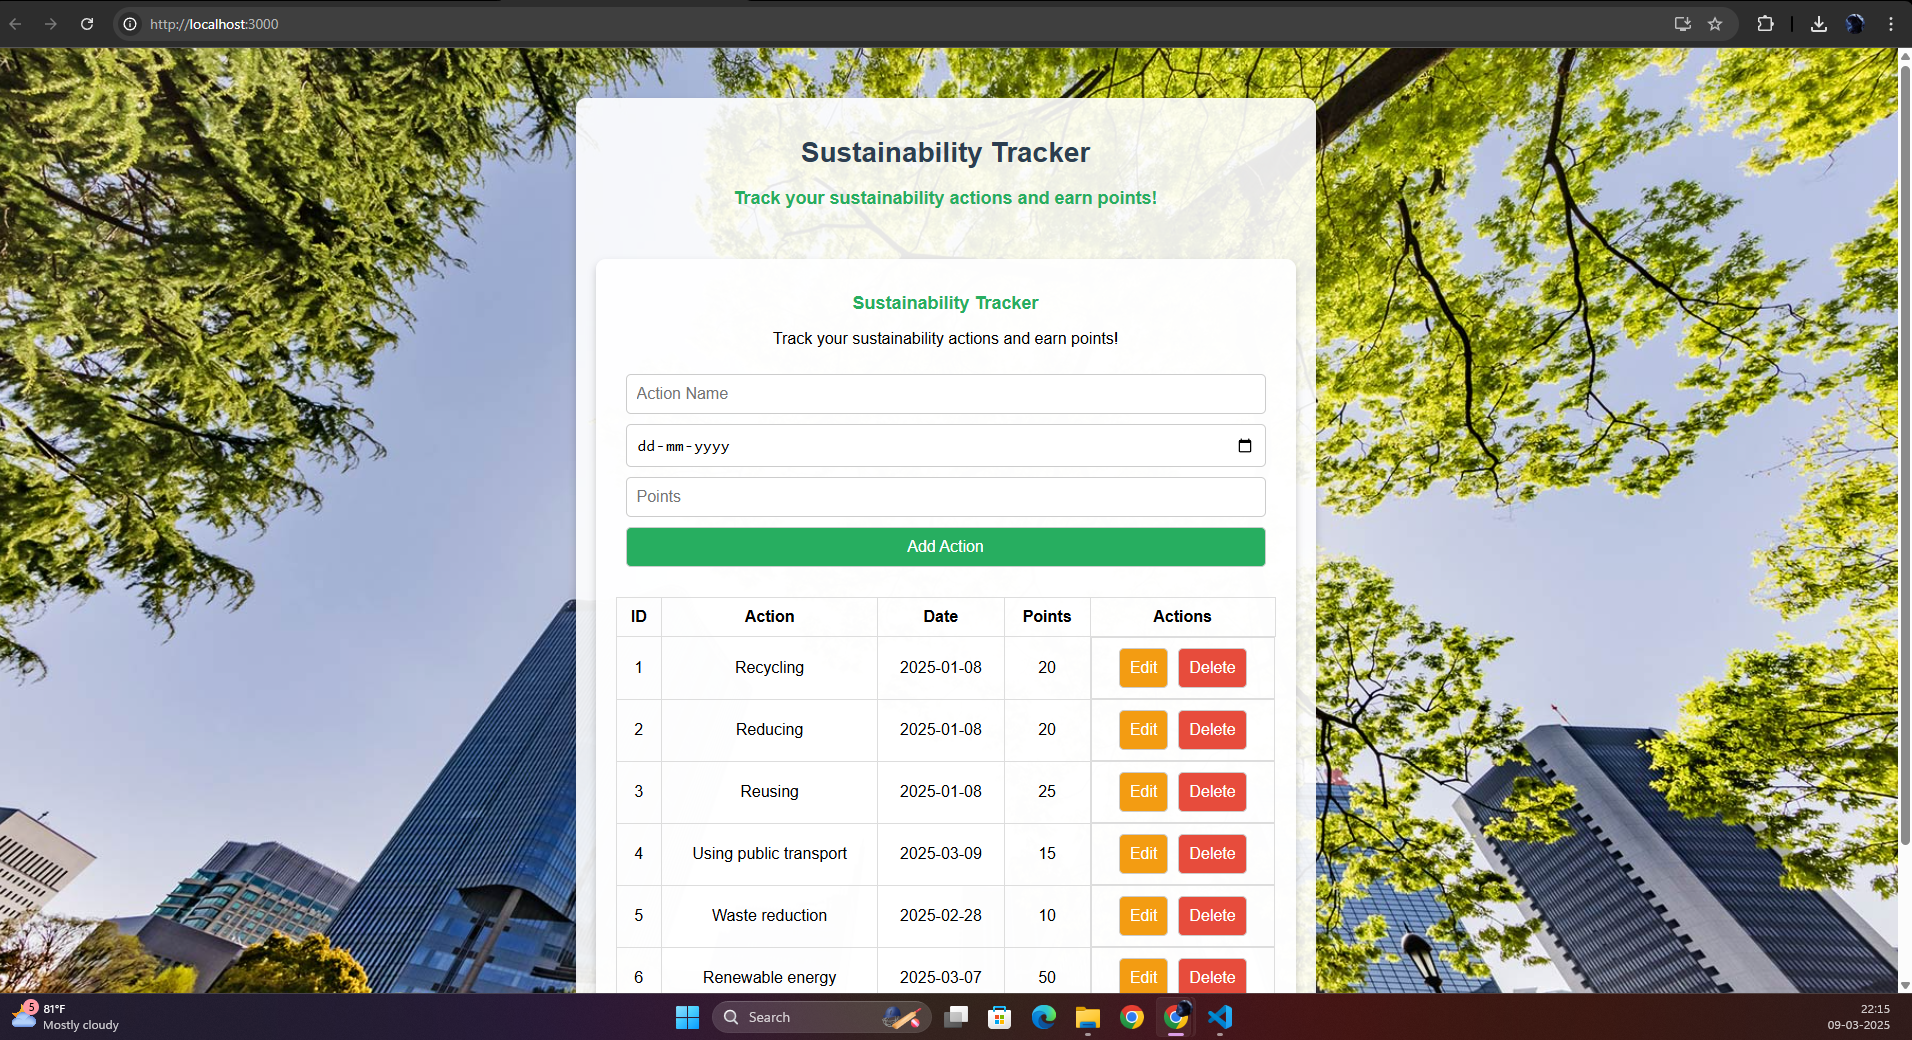 http://localhost:3000
Sustainability Tracker
Track your sustainability actions and earn points!
Sustainability Tracker
Track your sustainability actions and earn points!
Action Name
dd-mm-yyyy
Points
Add Action
ID Action Date Points Actions
1 Recycling 2025-01-08 20 Edit Delete
2 Reducing 2025-01-08 20 Edit Delete
3 Reusing 2025-01-08 25 Edit Delete
4 Using public transport 2025-03-09 15 Edit Delete
5 Waste reduction 2025-02-28 10 Edit Delete
6 Renewable energy 2025-03-07 50 Edit Delete
5
81°F
Mostly cloudy
Search
22:15
09-03-2025